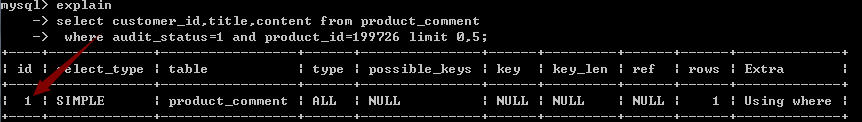 mysql> explain
-> select customer_id,title,content from product_comment
-> where audit_status=1 and product_id=199726 limit 0,5;
+----+-------------+-----------------+------+---------------+------+---------+------+------+-------------+
| id | select_type | table | type | possible_keys | key | key_len | ref | rows | Extra |
+----+-------------+-----------------+------+---------------+------+---------+------+------+-------------+
| 1 | SIMPLE | product_comment | ALL | NULL | NULL | NULL | NULL | 1 | Using where |
+----+-------------+-----------------+------+---------------+------+---------+------+------+-------------+